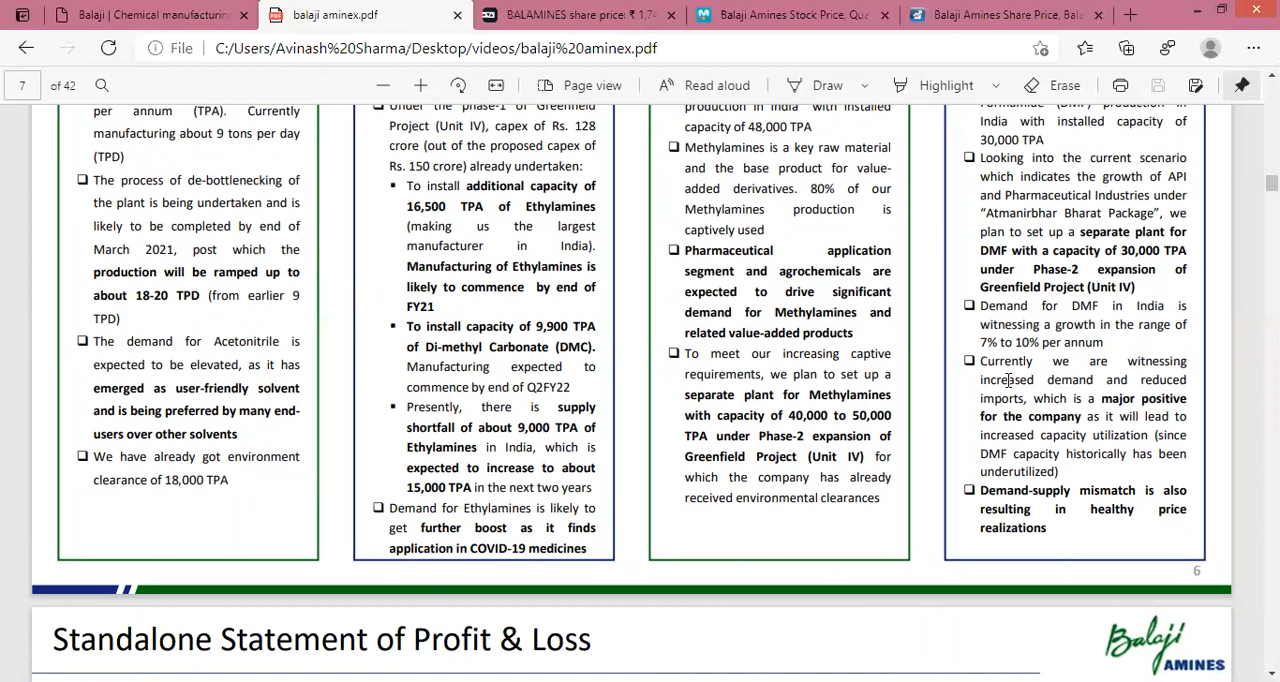 Balaji | Chemical manufacturin
balaji aminex.pdf
BALAMINES share price: ₹ 1,74
Balaji Amines Stock Price, Quo
Balaji Amines Share Price, Bala
File
C:/Users/Avinash%20Sharma/Desktop/videos/balaji%20aminex.pdf
7 of 42
Page view
Read aloud
Draw
Highlight
Erase
per annum (TPA). Currently
manufacturing about 9 tons per day
(TPD)
The process of de-bottlenecking of
the plant is being undertaken and is
likely to be completed by end of
March 2021, post which the
production will be ramped up to
about 18-20 TPD (from earlier 9
TPD)
The demand for Acetonitrile is
expected to be elevated, as it has
emerged as user-friendly solvent
and is being preferred by many end-
users over other solvents
We have already got environment
clearance of 18,000 TPA
Under the phase-1 of Greenfield
Project (Unit IV), capex of Rs. 128
crore (out of the proposed capex of
Rs. 150 crore) already undertaken:
To install additional capacity of
16,500 TPA of Ethylamines
(making us the largest
manufacturer in India).
Manufacturing of Ethylamines is
likely to commence by end of
FY21
To install capacity of 9,900 TPA
of Di-methyl Carbonate (DMC).
Manufacturing expected to
commence by end of Q2FY22
Presently, there is supply
shortfall of about 9,000 TPA of
Ethylamines in India, which is
expected to increase to about
15,000 TPA in the next two years
Demand for Ethylamines is likely to
get further boost as it finds
application in COVID-19 medicines
production in India with installed
capacity of 48,000 TPA
Methylamines is a key raw material
and the base product for value-
added derivatives. 80% of our
Methylamines production is
captively used
Pharmaceutical application
segment and agrochemicals are
expected to drive significant
demand for Methylamines and
related value-added products
To meet our increasing captive
requirements, we plan to set up a
separate plant for Methylamines
with capacity of 40,000 to 50,000
TPA under Phase-2 expansion of
Greenfield Project (Unit IV) for
which the company has already
received environmental clearances
Formamide (DMF) production in
India with installed capacity of
30,000 TPA
Looking into the current scenario
which indicates the growth of API
and Pharmaceutical Industries under
“Atmanirbhar Bharat Package”, we
plan to set up a separate plant for
DMF with a capacity of 30,000 TPA
under Phase-2 expansion of
Greenfield Project (Unit IV)
Demand for DMF in India is
witnessing a growth in the range of
7% to 10% per annum
Currently we are witnessing
increased demand and reduced
imports, which is a major positive
for the company as it will lead to
increased capacity utilization (since
DMF capacity historically has been
underutilized)
Demand-supply mismatch is also
resulting in healthy price
realizations
6
Standalone Statement of Profit & Loss
Balaji
AMINES